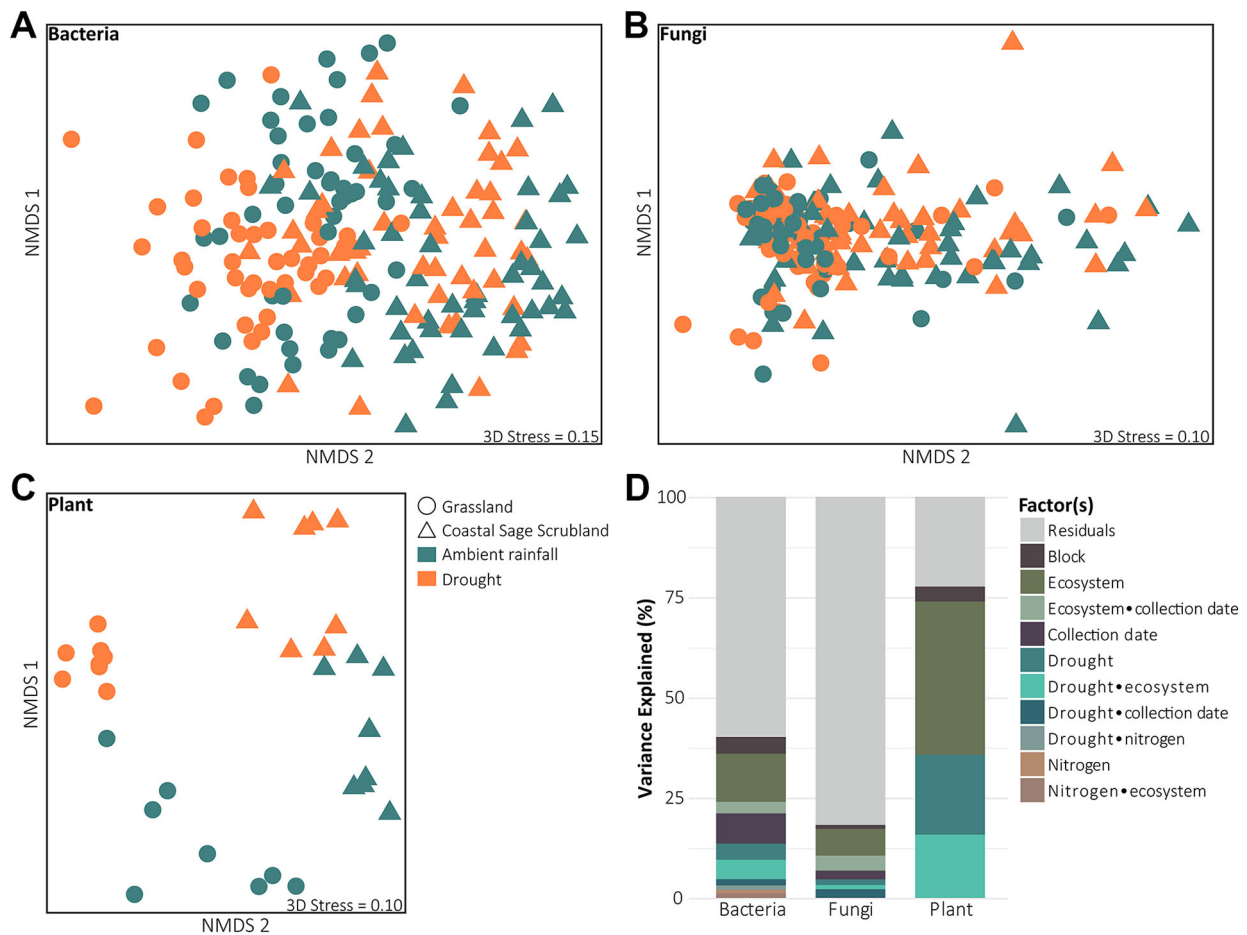 A
Bacteria
NMDS 1
NMDS 2
3D Stress = 0.15
B
Fungi
NMDS 1
NMDS 2
3D Stress = 0.10
C
Plant
NMDS 1
NMDS 2
3D Stress = 0.10
Grassland
Coastal Sage Scrubland
Ambient rainfall
Drought
D
Variance Explained (%)
100
75
50
25
0
Bacteria
Fungi
Plant
Factor(s)
Residuals
Block
Ecosystem
Ecosystem•collection date
Collection date
Drought
Drought•ecosystem
Drought•collection date
Drought•nitrogen
Nitrogen
Nitrogen•ecosystem